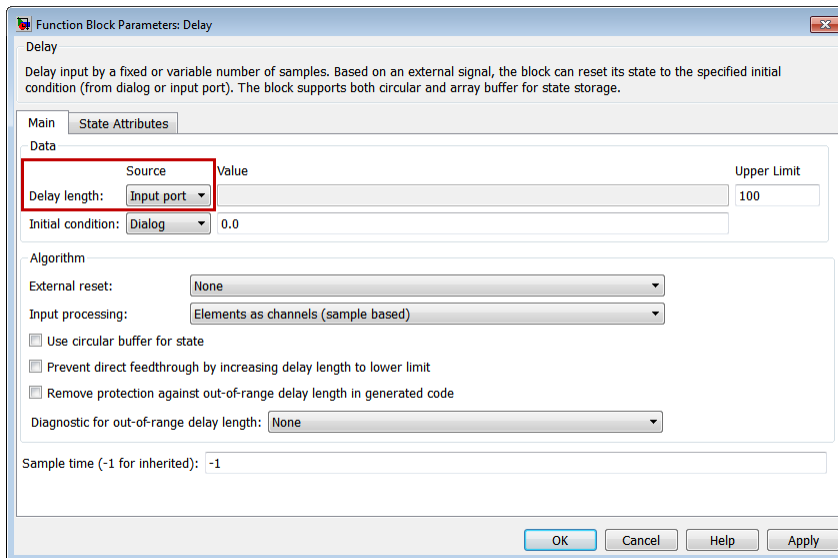 Function Block Parameters: Delay
Delay
Delay input by a fixed or variable number of samples. Based on an external signal, the block can reset its state to the specified initial
condition (from dialog or input port). The block supports both circular and array buffer for state storage.
Main State Attributes
Data
Source Value Upper Limit
Delay length: Input port 100
Initial condition: Dialog 0.0
Algorithm
External reset: None
Input processing: Elements as channels (sample based)
Use circular buffer for state
Prevent direct feedthrough by increasing delay length to lower limit
Remove protection against out-of-range delay length in generated code
Diagnostic for out-of-range delay length: None
Sample time (-1 for inherited): -1
OK Cancel Help Apply